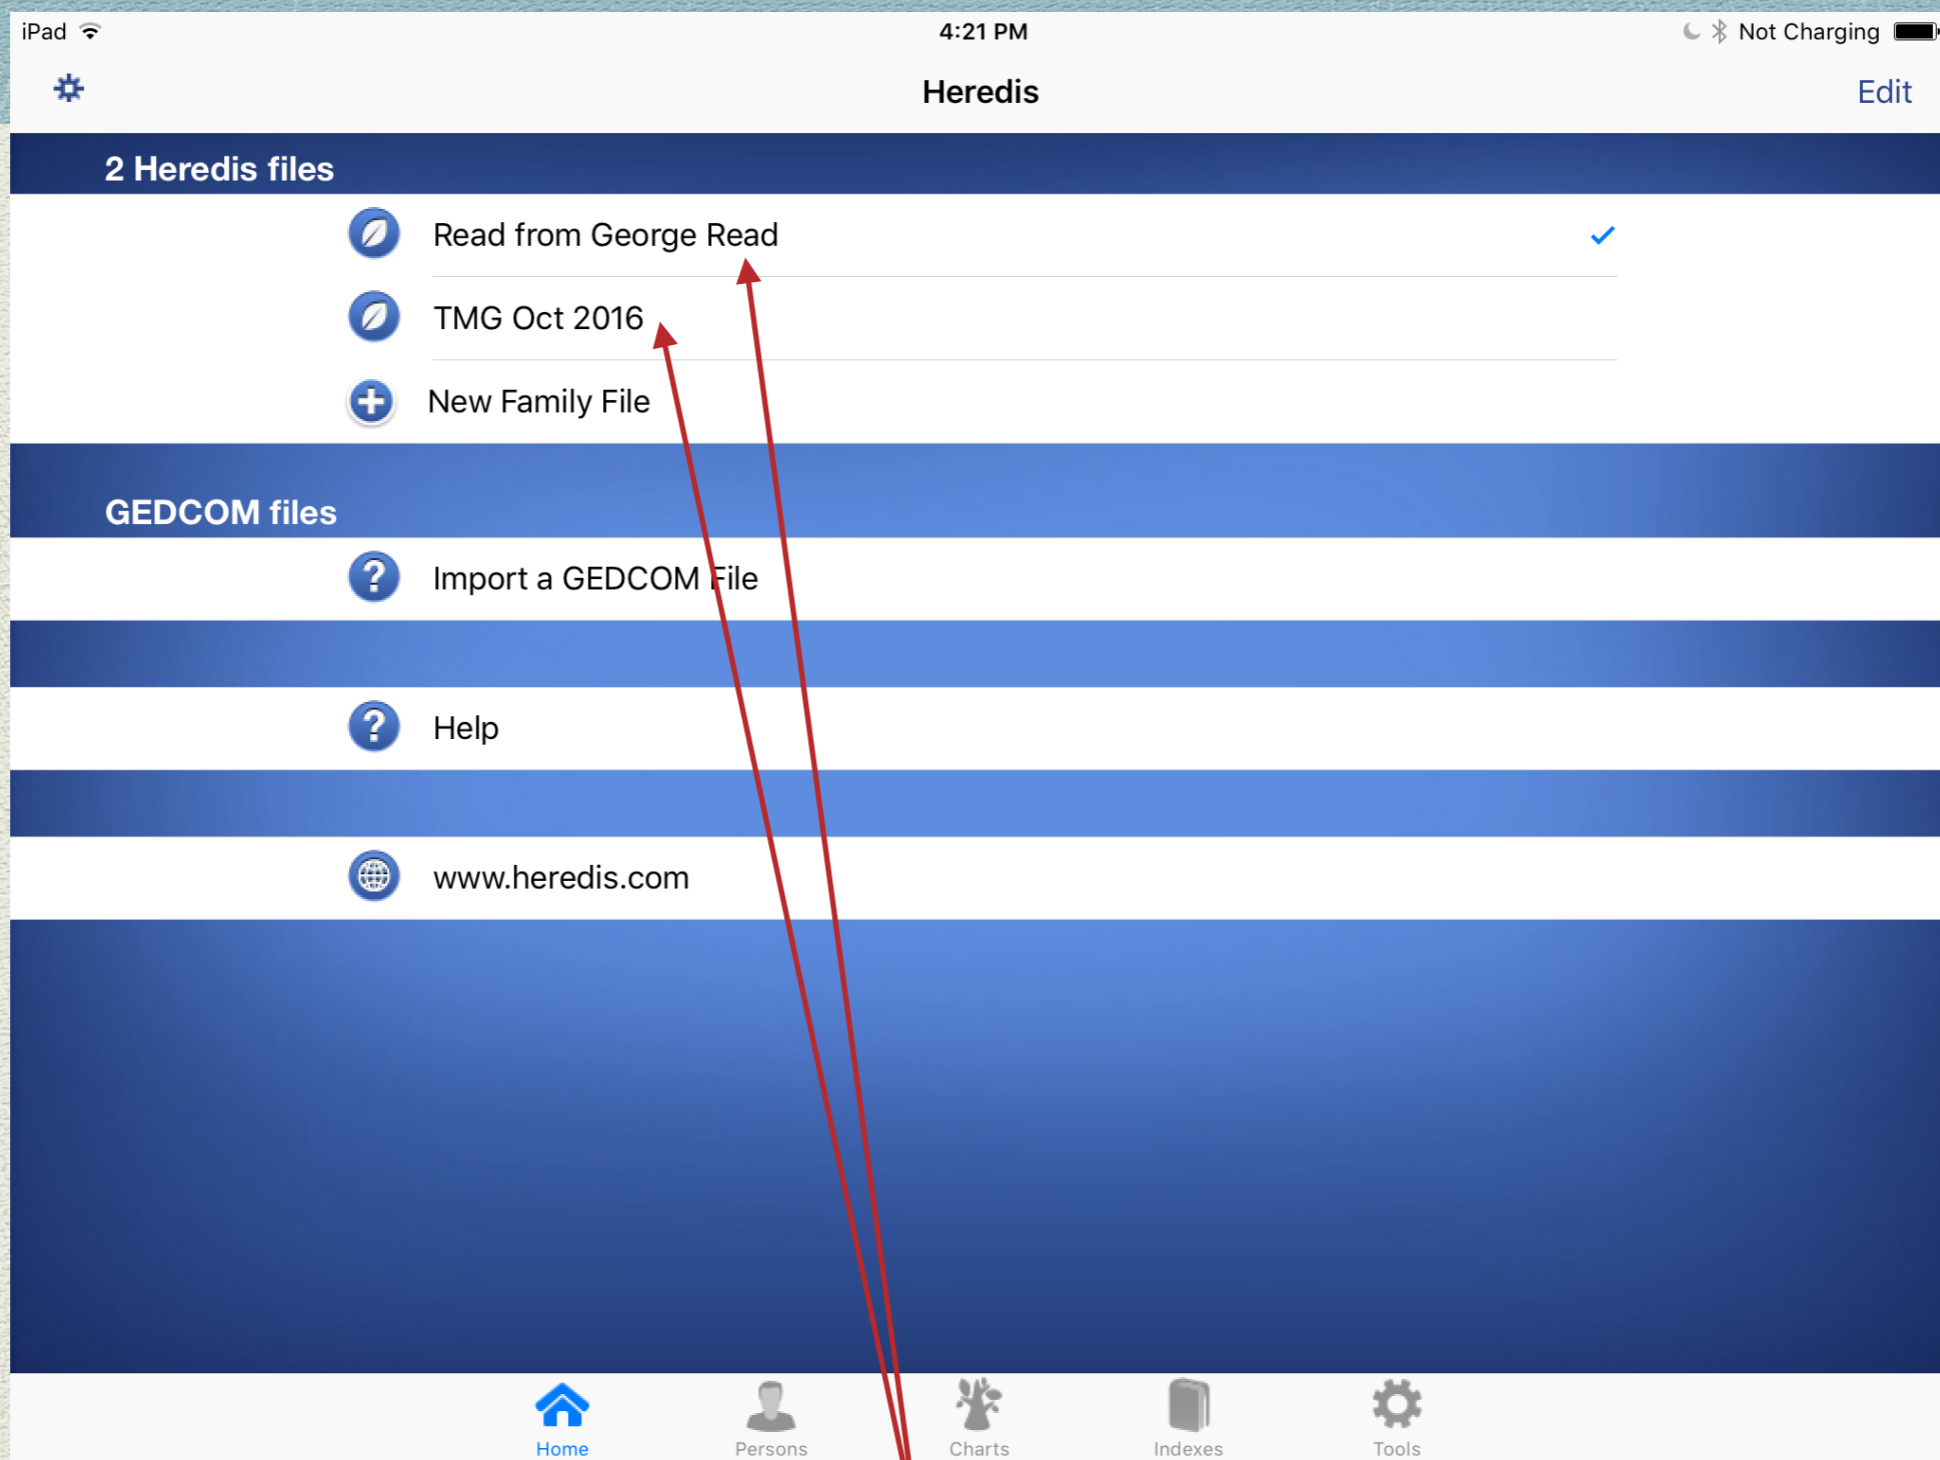 iPad 4:21 PM Not Charging
Heredis Edit
2 Heredis files
Read from George Read
TMG Oct 2016
New Family File
GEDCOM files
Import a GEDCOM File
Help
www.heredis.com
Home Persons Charts Indexes Tools